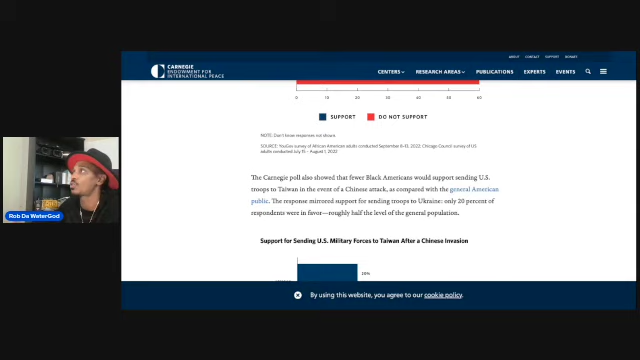 ABOUT CONTACT SUPPORT DONATE
CARNEGIE
ENDOWMENT FOR
INTERNATIONAL PEACE
CENTERS RESEARCH AREAS PUBLICATIONS EXPERTS EVENTS
0 10 20 30 40 50 60
SUPPORT DO NOT SUPPORT
NOTE: Don't know responses not shown.
SOURCE: YouGov survey of African American adults conducted September 8–15, 2022; Chicago Council survey of US
adults conducted July 15 – August 1, 2022
The Carnegie poll also showed that fewer Black Americans would support sending U.S.
troops to Taiwan in the event of a Chinese attack, as compared with the general American
public. The response mirrored support for sending troops to Ukraine: only 20 percent of
respondents were in favor—roughly half the level of the general population.
Rob De WaterGod
Support for Sending U.S. Military Forces to Taiwan After a Chinese Invasion
20%
By using this website, you agree to our cookie policy.